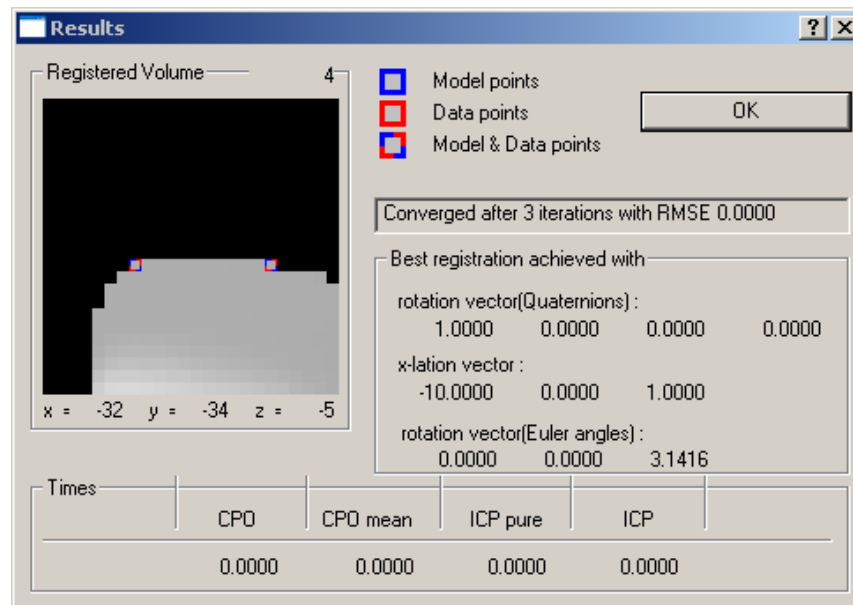 Results
Registered Volume 4
Model points
Data points
Model & Data points
OK
Converged after 3 iterations with RMSE 0.0000
Best registration achieved with
rotation vector(Quaternions) :
1.0000 0.0000 0.0000 0.0000
x-lation vector :
-10.0000 0.0000 1.0000
rotation vector(Euler angles) :
0.0000 0.0000 3.1416
x = -32 y = -34 z = -5
Times
CPO CPO mean ICP pure ICP
0.0000 0.0000 0.0000 0.0000